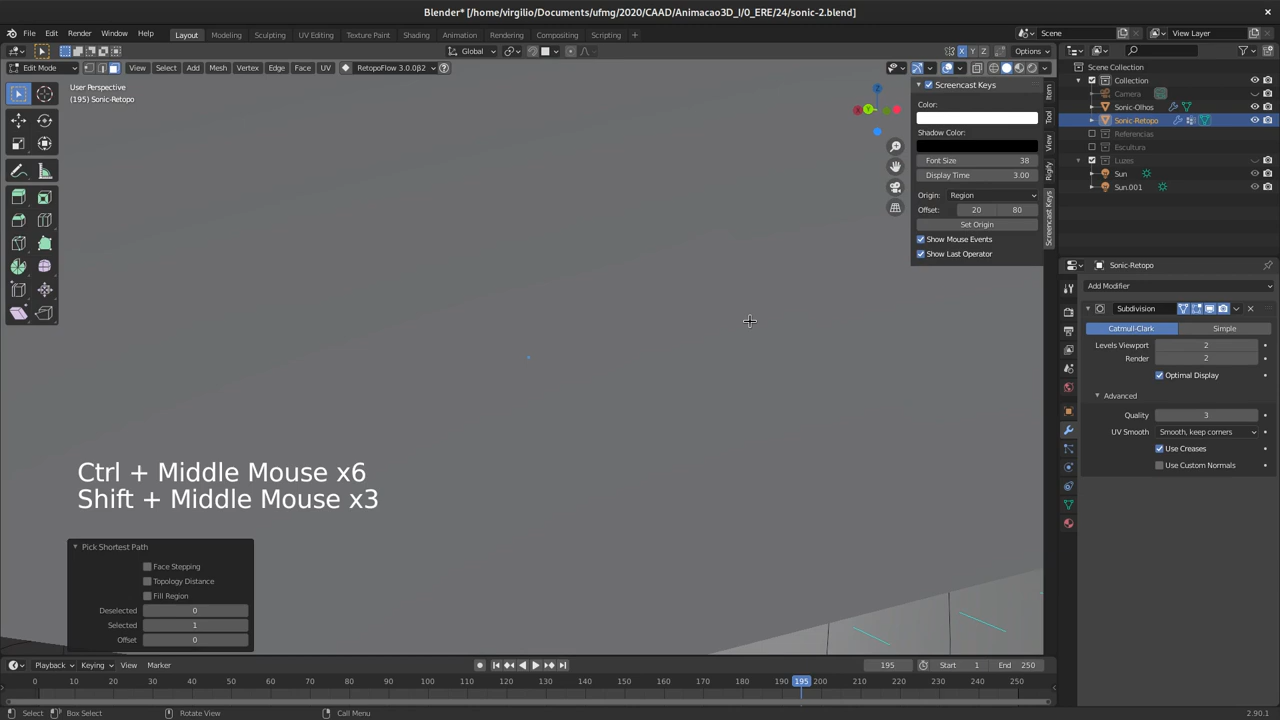 Blender* [/home/virgilio/Documents/ufmg/2020/CAAD/Animacao3D_I/0_ERE/24/sonic-2.blend]
File Edit Render Window Help Layout Modeling Sculpting UV Editing Texture Paint Shading Animation Rendering Compositing Scripting + Scene View Layer
Global Options
Edit Mode View Select Add Mesh Vertex Edge Face UV RetopoFlow 3.0.0β2
X Y Z
User Perspective
(195) Sonic-Retopo
Screencast Keys
Color:
Shadow Color:
Font Size 38
Display Time 3.00
Origin: Region
Offset: 20 80
Set Origin
Show Mouse Events
Show Last Operator
Item
Tool
View
Rigify
Screencast Keys
Scene Collection
Collection
Camera
Sonic-Olhos
Sonic-Retopo
Referencias
Escultura
Luzes
Sun
Sun.001
Sonic-Retopo
Add Modifier
Subdivision
Catmull-Clark Simple
Levels Viewport 2
Render 2
Optimal Display
Advanced
Quality 3
UV Smooth Smooth, keep corners
Use Creases
Use Custom Normals
Ctrl + Middle Mouse x6
Shift + Middle Mouse x3
Pick Shortest Path
Face Stepping
Topology Distance
Fill Region
Deselected 0
Selected 1
Offset 0
Playback Keying View Marker 195 Start 1 End 250
0 10 20 30 40 50 60 70 80 90 100 110 120 130 140 150 160 170 180 190 195 200 210 220 230 240 250
Select Box Select Rotate View Call Menu 2.90.1